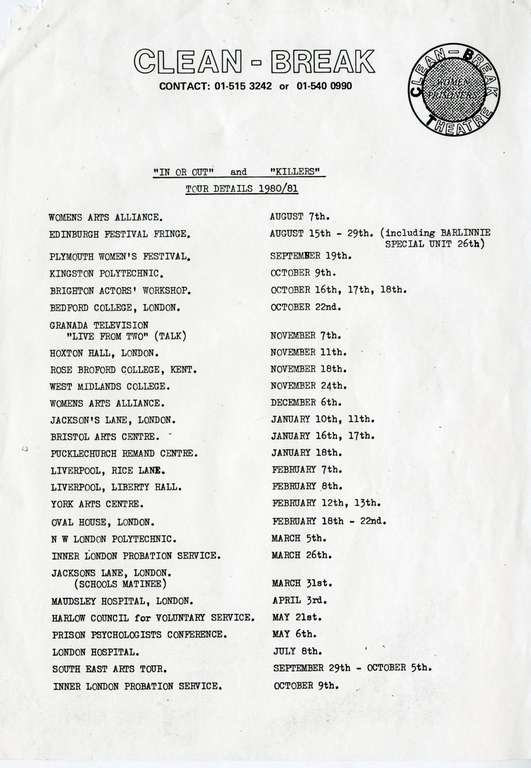 CLEAN - BREAK
CONTACT: 01-515 3242 or 01-540 0990
CLEAN - BREAK
THEATRE
WOMEN
"IN OR OUT" and "KILLERS"
TOUR DETAILS 1980/81
WOMENS ARTS ALLIANCE. AUGUST 7th.
EDINBURGH FESTIVAL FRINGE. AUGUST 15th - 29th. (including BARLINNIE
SPECIAL UNIT 26th)
PLYMOUTH WOMEN'S FESTIVAL. SEPTEMBER 19th.
KINGSTON POLYTECHNIC. OCTOBER 9th.
BRIGHTON ACTORS' WORKSHOP. OCTOBER 16th, 17th, 18th.
BEDFORD COLLEGE, LONDON. OCTOBER 22nd.
GRANADA TELEVISION
"LIVE FROM TWO" (TALK) NOVEMBER 7th.
HOXTON HALL, LONDON. NOVEMBER 11th.
ROSE BROFORD COLLEGE, KENT. NOVEMBER 18th.
WEST MIDLANDS COLLEGE. NOVEMBER 24th.
WOMENS ARTS ALLIANCE. DECEMBER 6th.
JACKSON'S LANE, LONDON. JANUARY 10th, 11th.
BRISTOL ARTS CENTRE. JANUARY 16th, 17th.
PUCKLECHURCH REMAND CENTRE. JANUARY 18th.
LIVERPOOL, RICE LANE. FEBRUARY 7th.
LIVERPOOL, LIBERTY HALL. FEBRUARY 8th.
YORK ARTS CENTRE. FEBRUARY 12th, 13th.
OVAL HOUSE, LONDON. FEBRUARY 18th - 22nd.
N W LONDON POLYTECHNIC. MARCH 5th.
INNER LONDON PROBATION SERVICE. MARCH 26th.
JACKSONS LANE, LONDON.
(SCHOOLS MATINEE) MARCH 31st.
MAUDSLEY HOSPITAL, LONDON. APRIL 3rd.
HARLOW COUNCIL for VOLUNTARY SERVICE. MAY 21st.
PRISON PSYCHOLOGISTS CONFERENCE. MAY 6th.
LONDON HOSPITAL. JULY 8th.
SOUTH EAST ARTS TOUR. SEPTEMBER 29th - OCTOBER 5th.
INNER LONDON PROBATION SERVICE. OCTOBER 9th.